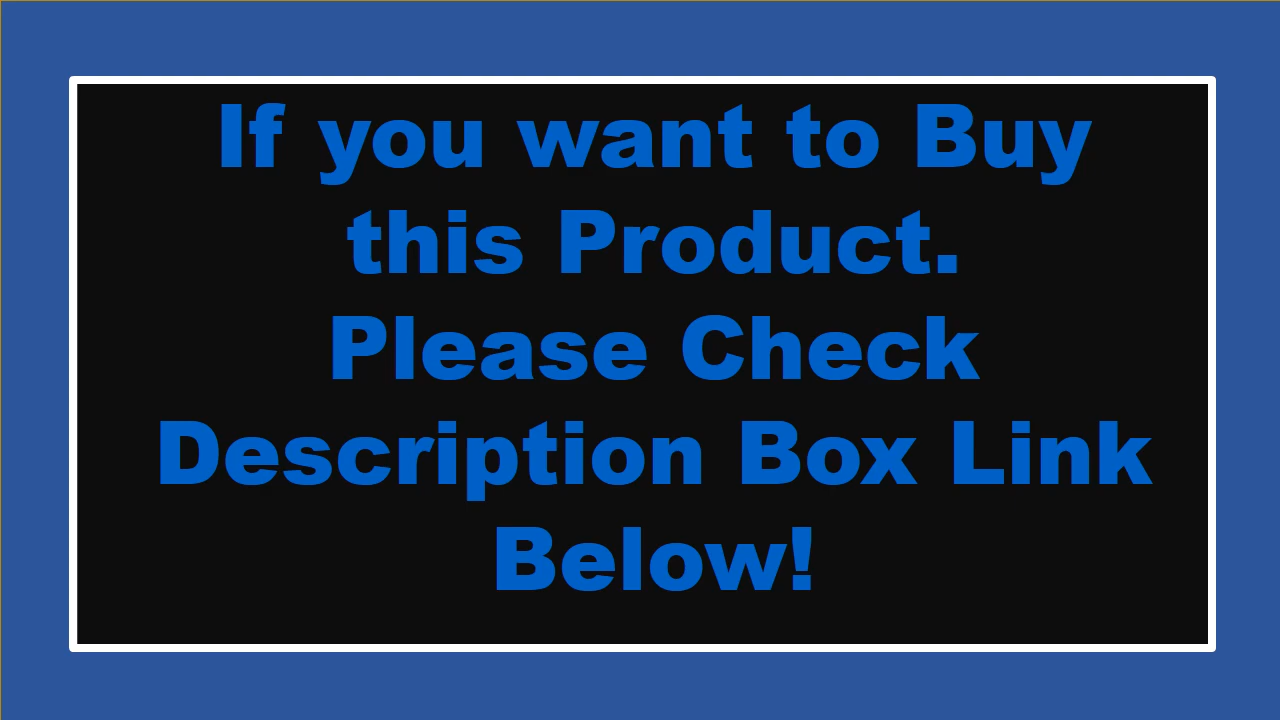 If you want to Buy
this Product.
Please Check
Description Box Link
Below!